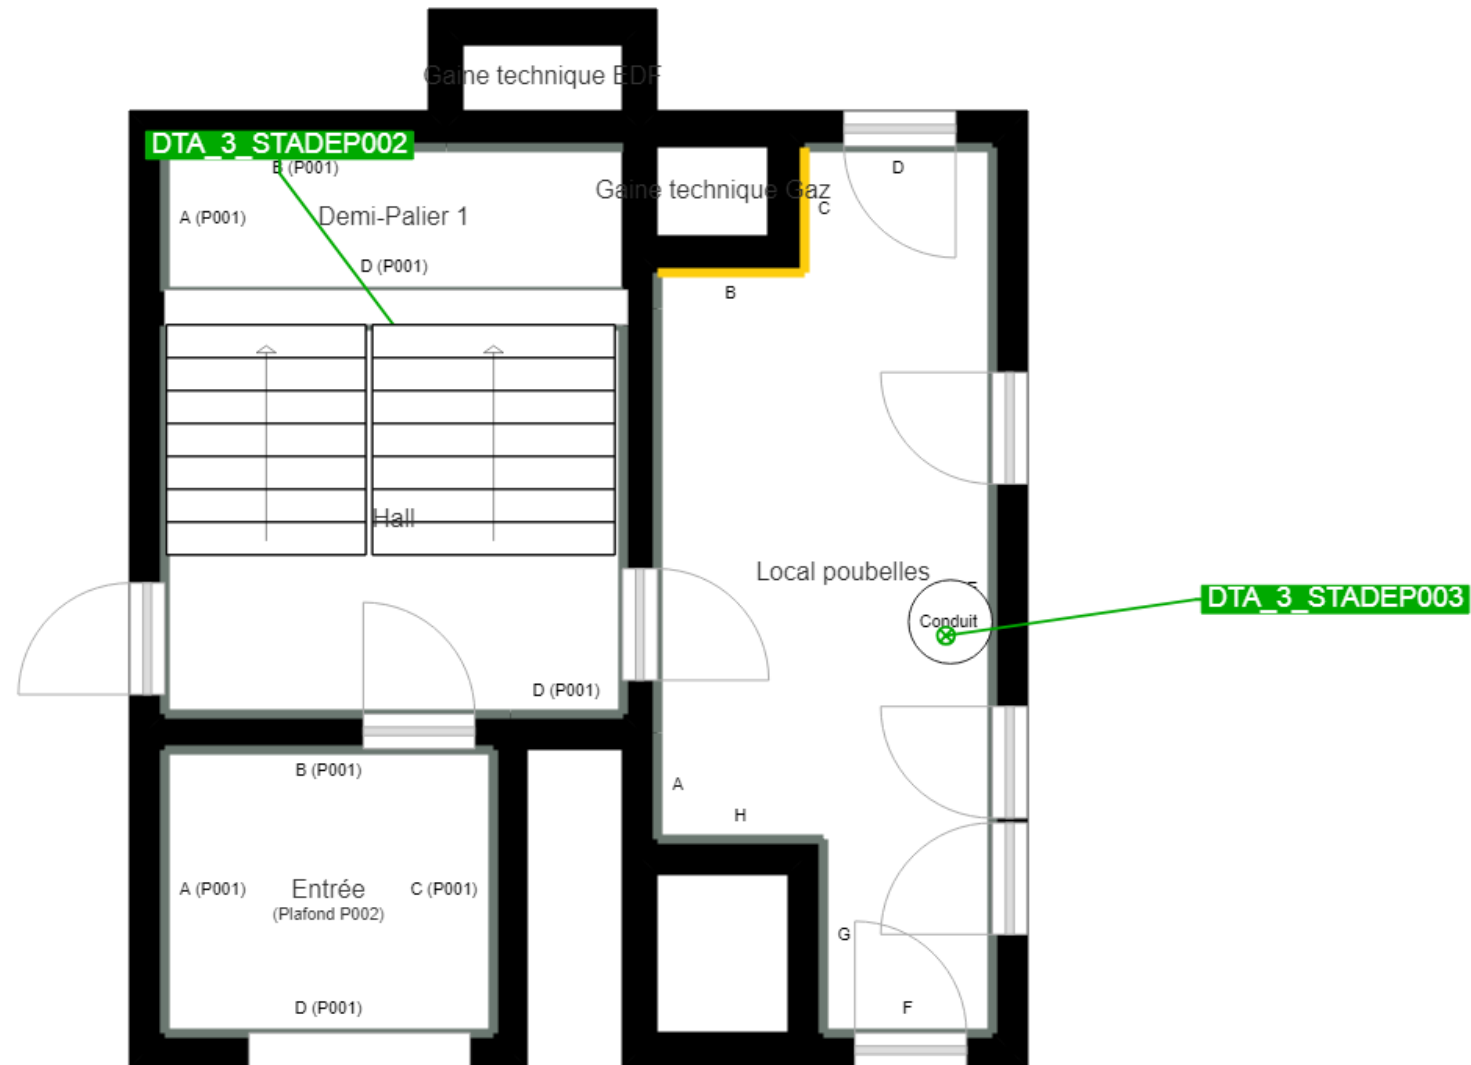 Gaine technique EDF
DTA_3_STADEP002
B (P001)
Gaine technique Gaz
D
C
A (P001)
Demi-Palier 1
D (P001)
B
Hall
Local poubelles
Conduit
DTA_3_STADEP003
D (P001)
B (P001)
A
H
A (P001)
Entrée
C (P001)
(Plafond P002)
G
D (P001)
F